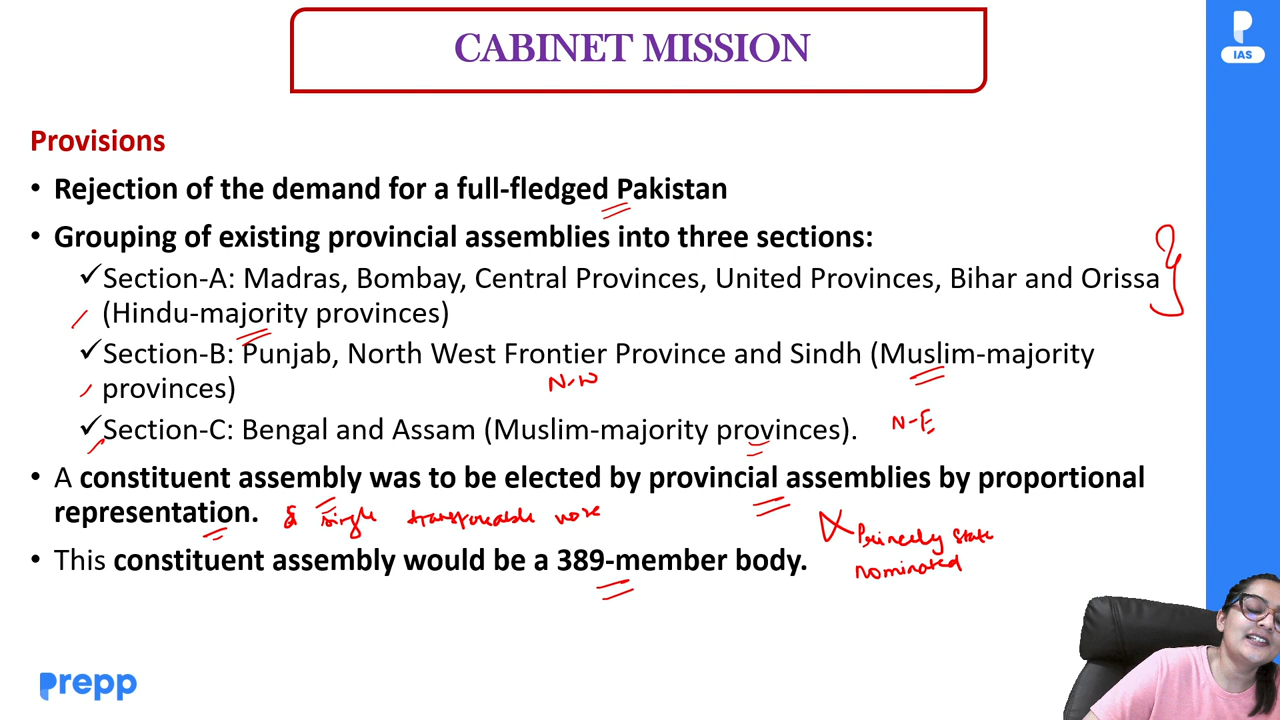 CABINET MISSION
IAS
Provisions
• Rejection of the demand for a full-fledged Pakistan
• Grouping of existing provincial assemblies into three sections:
✓Section-A: Madras, Bombay, Central Provinces, United Provinces, Bihar and Orissa
(Hindu-majority provinces)
✓Section-B: Punjab, North West Frontier Province and Sindh (Muslim-majority
N-W
provinces)
✓Section-C: Bengal and Assam (Muslim-majority provinces). N-E
• A constituent assembly was to be elected by provincial assemblies by proportional
representation. & single transferable vote
Princely State
nominated
• This constituent assembly would be a 389-member body.
prepp